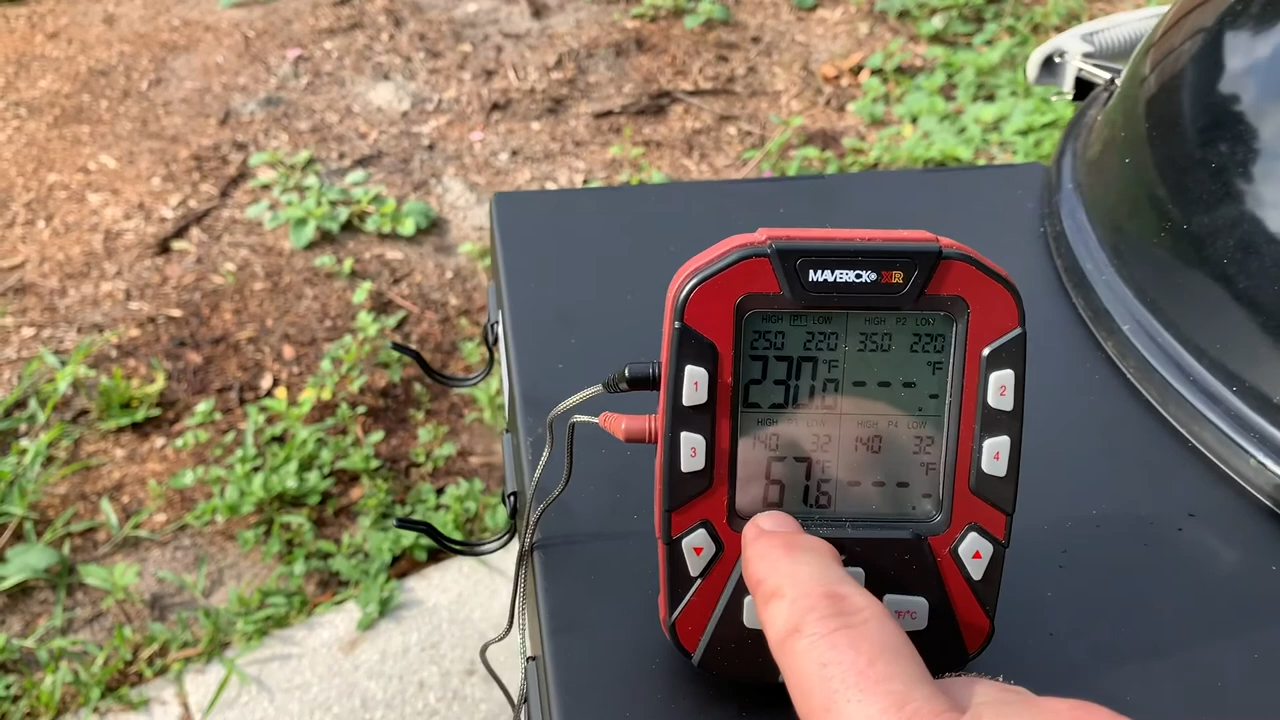 MAVERICK® XR
HIGH P1 LOW HIGH P2 LOW
250 220 350 220
230.0 °F ---.- °F
HIGH P3 LOW HIGH P4 LOW
140 32 140 32
67.6 °F ---.- °F
1
2
3
4
°F/°C